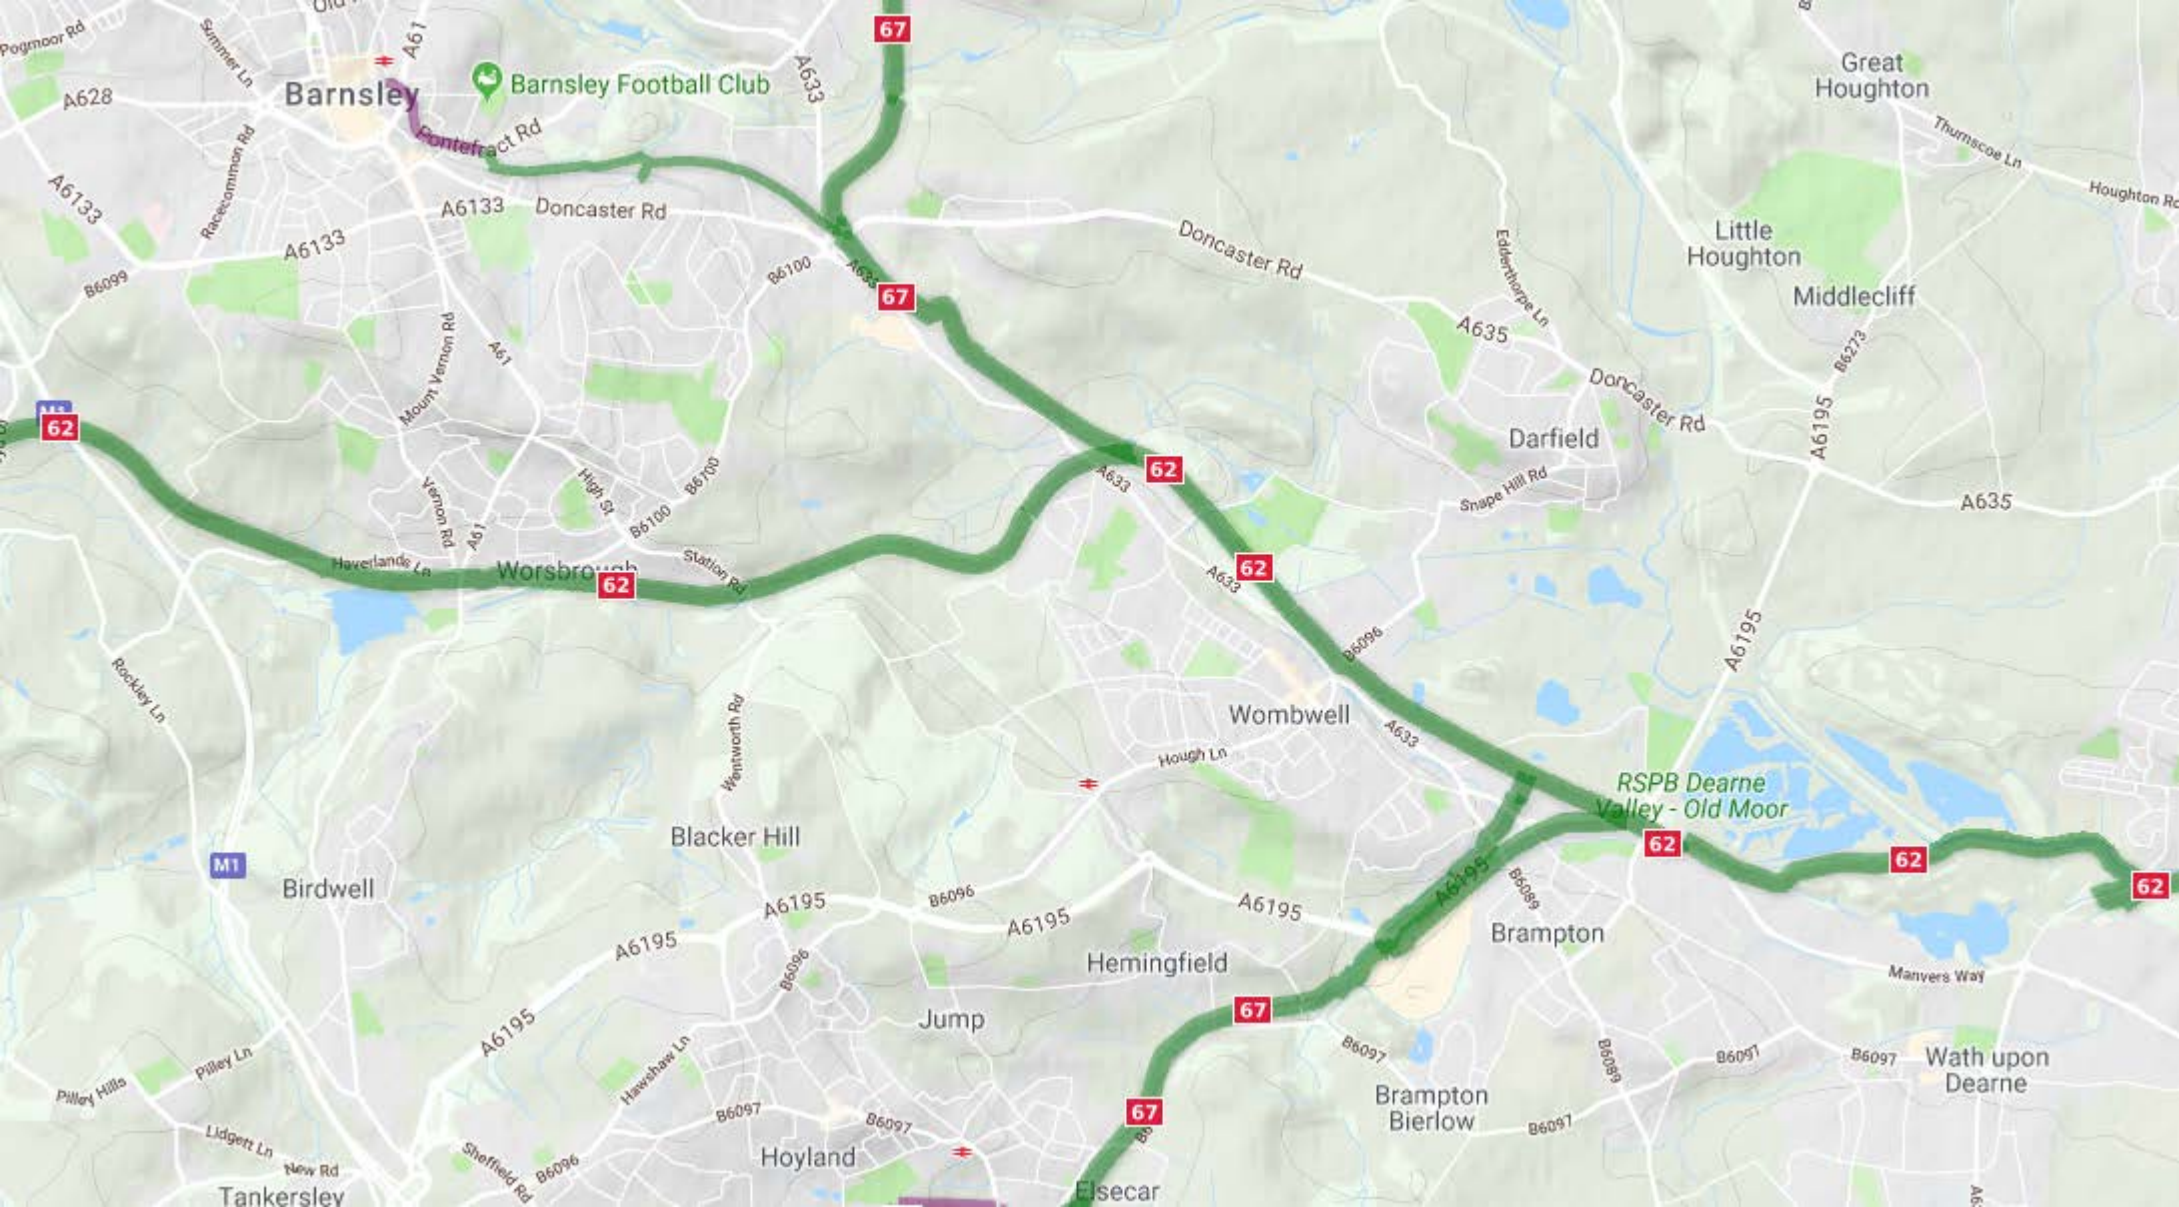 67
A61
Pogmoor Rd
Summer Ln
A633
Barnsley Football Club
Great
Houghton
Barnsley
A628
Thurnscoe Ln
Pontefract Rd
Racecommon Rd
A6133
A6133
Doncaster Rd
Houghton Rd
A6133
Doncaster Rd
Little
Houghton
Edderthorpe Ln
B6099
B6100
67
Middlecliff
A635
A61
Mount Vernon Rd
B6273
Doncaster Rd
A6195
62
Darfield
62
A633
B6100
Snape Hill Rd
A635
High St
Vernon Rd
A61
Haverlands Ln
Worsbrough
62
Station Rd
62
A633
B6096
A6195
Rockley Ln
Wentworth Rd
Wombwell
A633
Hough Ln
RSPB Dearne
Valley - Old Moor
Blacker Hill
62
62
62
M1
Birdwell
A6195
B6096
A6195
A6195
A6195
B6089
Brampton
A6195
B6096
Hemingfield
Manvers Way
67
Jump
A6195
B6097
B6089
B6097
B6097
Wath upon
Dearne
Pilley Ln
Pilley Hills
Hawshaw Ln
Brampton
Bierlow
B6097
B6097
67
B6097
Lidgett Ln
New Rd
Sheffield Rd
B6096
Hoyland
Elsecar
Tankersley